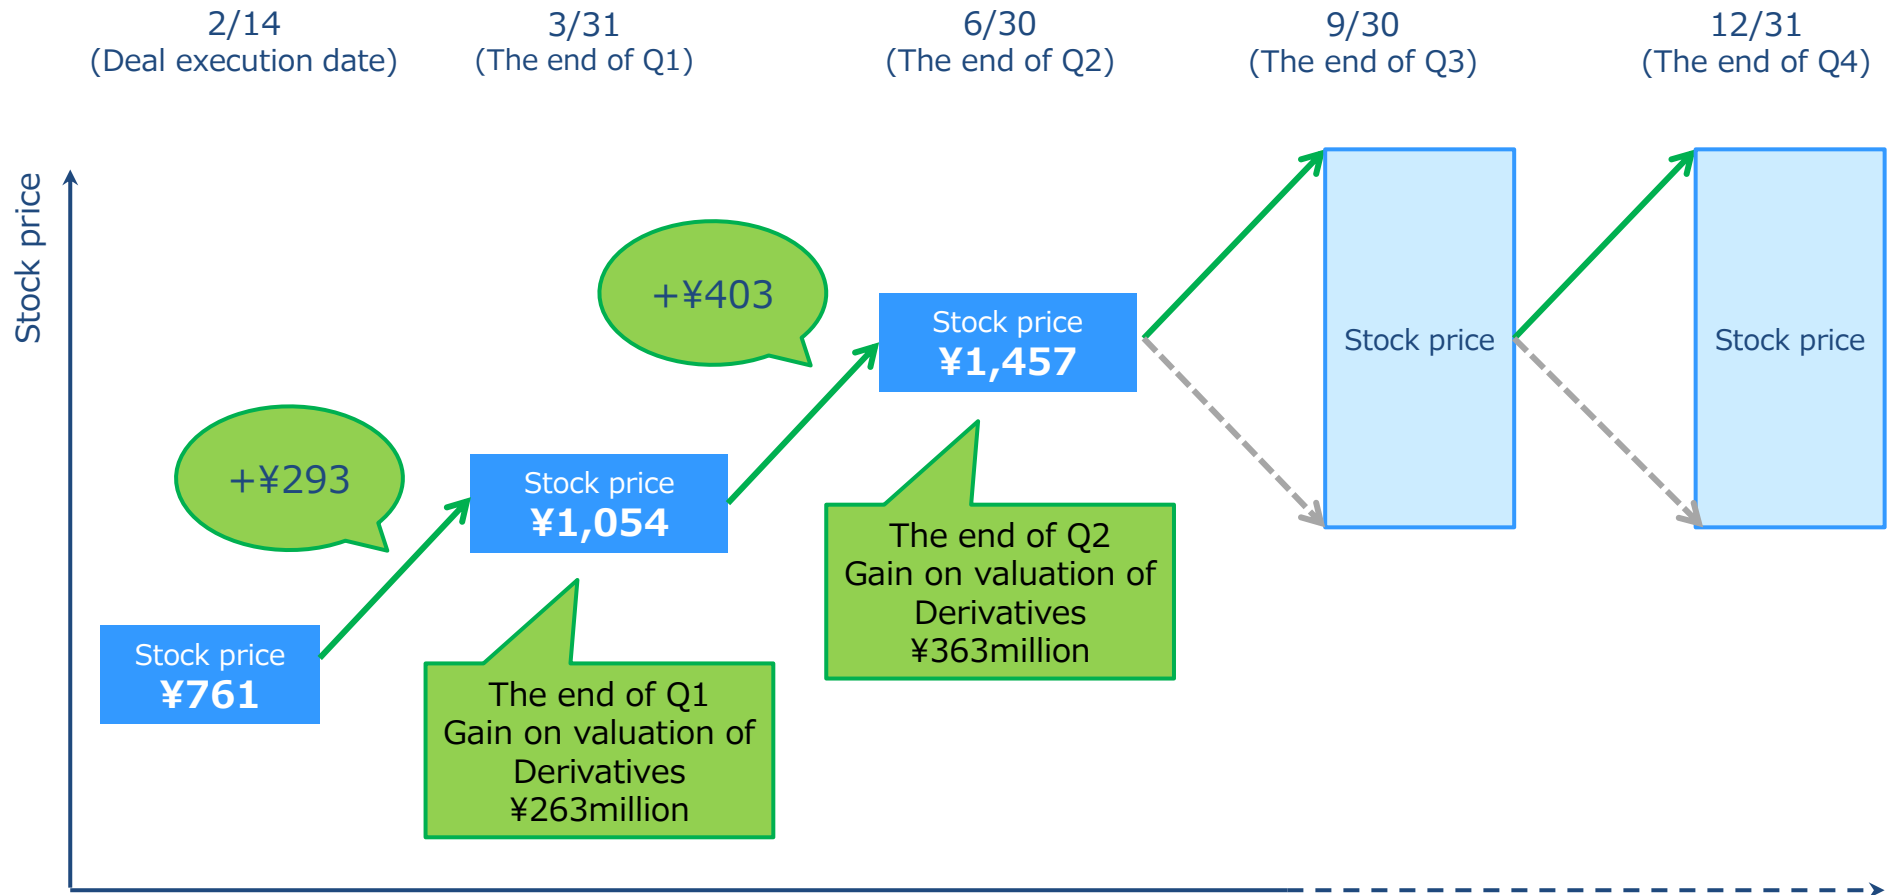 2/14
(Deal execution date)
3/31
(The end of Q1)
6/30
(The end of Q2)
9/30
(The end of Q3)
12/31
(The end of Q4)
Stock price
+¥403
Stock price
¥1,457
Stock price
Stock price
+¥293
Stock price
¥1,054
The end of Q2
Gain on valuation of
Derivatives
¥363million
Stock price
¥761
The end of Q1
Gain on valuation of
Derivatives
¥263million